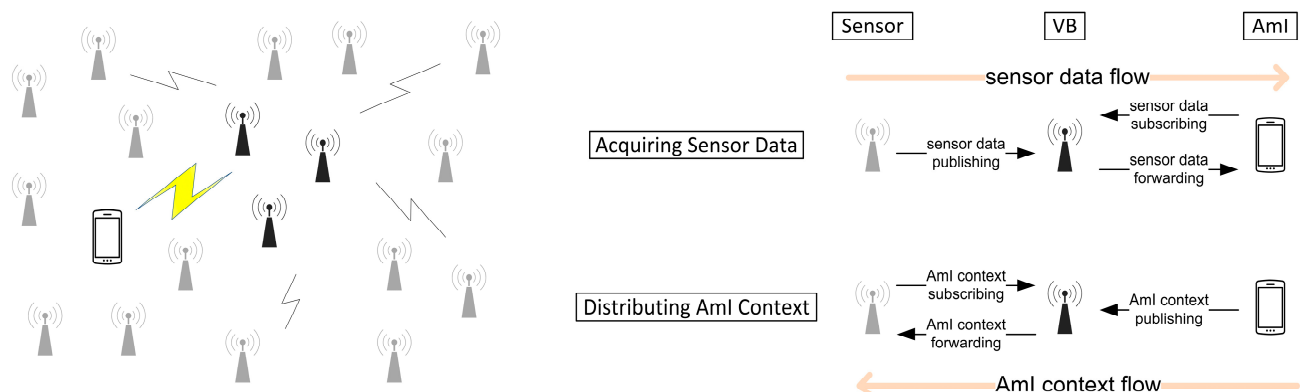 Sensor
VB
AmI
sensor data flow
Acquiring Sensor Data
sensor data
publishing
sensor data
subscribing
sensor data
forwarding
Distributing AmI Context
AmI context
subscribing
AmI context
forwarding
AmI context
publishing
AmI context flow